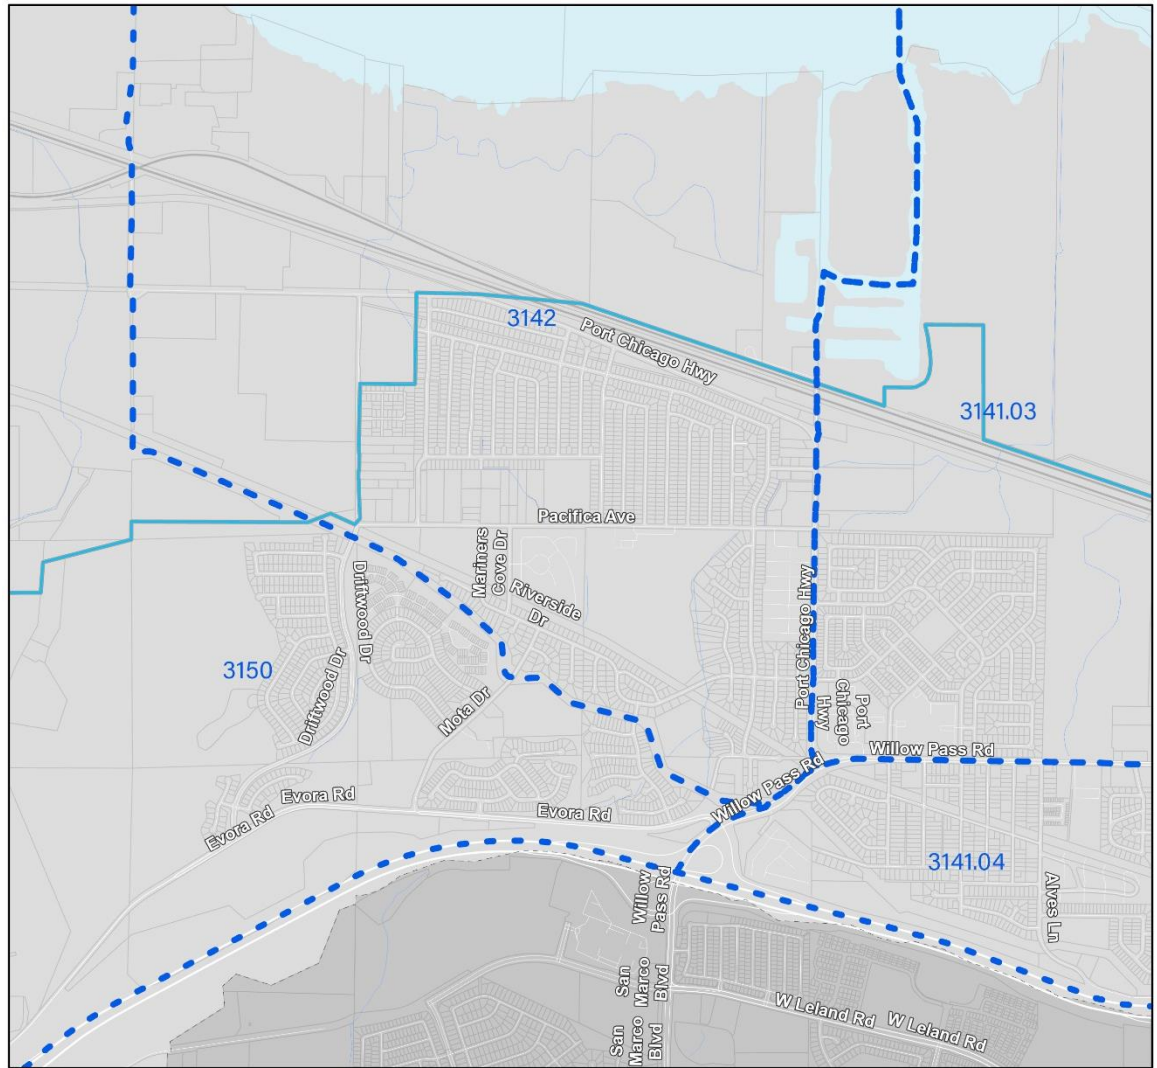 3142
Port Chicago Hwy
3141.03
Pacifica Ave
Mariners
Cove Dr
Riverside
Dr
Driftwood Dr
Port Chicago Hwy
3150
Driftwood Dr
Mota Dr
Port
Chicago
Hwy
Willow Pass Rd
Willow Pass Rd
Evora Rd
Evora Rd
Evora Rd
3141.04
Willow
Pass Rd
Alves Ln
San
Marco
Blvd
W Leland Rd
W Leland Rd
San
Marco
Blvd